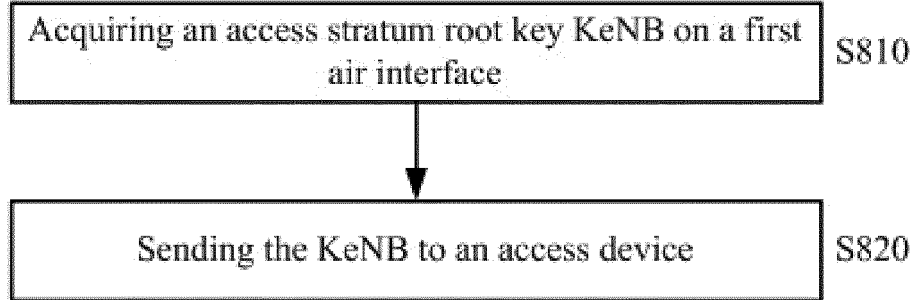 Acquiring an access stratum root key KeNB on a first
air interface
S810
Sending the KeNB to an access device
S820